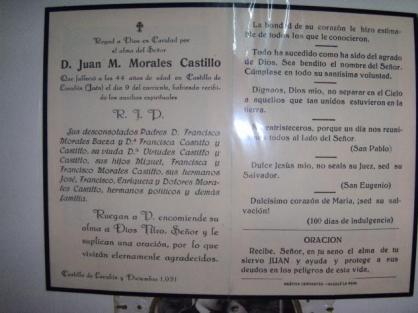 Rogad a Dios en Caridad por
el alma del Señor
D. Juan M. Morales Castillo
Que falleció a los 44 años de edad en Castillo de
Locubín (Jaén) el día 9 del corriente, habiendo recibi-
do los auxilios espirituales
R. I. P.
Sus desconsolados Padres D. Francisco
Morales Baeza y D.ª Francisca Castillo y
Castillo, su viuda D.ª Virtudes Castillo y
Castillo, sus hijos Miguel, Francisca y
Francisco Morales Castillo, sus hermanos
José, Francisco, Enriqueta y Dolores Mora-
les Castillo, hermanos políticos y demás
familia.
Ruegan a V. encomiende su
alma a Dios Ntro. Señor y le
suplican una oración, por lo que
vivirán eternamente agradecidos.
Castillo de Locubín y Diciembre 1.931
La bondad de su corazón le hizo estima-
ble de todos los que le conocieron.
Todo ha sucedido como ha sido del agrado
de Dios. Sea bendito el nombre del Señor.
Cúmplase en todo su santísima voluntad.
Dignaos, Dios mio, no separar en el Cielo
a aquellos que tan unidos estuvieron en la
tierra.
No entristeceros, porque un día nos reuni
todos al lado del Señor.
(San Pablo)
Dulce Jesús mio, no seais su Juez, sed su
Salvador.
(San Eugenio)
Dulcísimo corazón de María, ¡sed su sal-
vación!
(100 días de indulgencia)
ORACION
Recibe, Señor, en tu seno el alma de tu
siervo JUAN y ayuda y protege a sus
deudos en los peligros de esta vida.